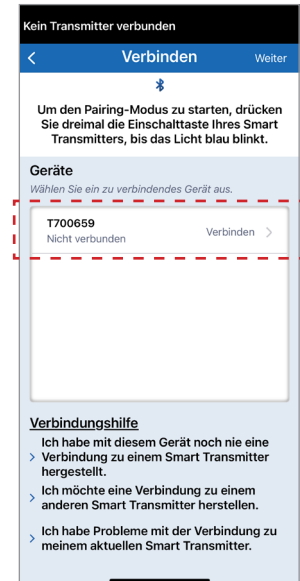 Kein Transmitter verbunden
Verbinden
Weiter
Um den Pairing-Modus zu starten, drücken
Sie dreimal die Einschalttaste Ihres Smart
Transmitters, bis das Licht blau blinkt.
Geräte
Wählen Sie ein zu verbindendes Gerät aus.
T700659
Nicht verbunden
Verbinden
Verbindungshilfe
Ich habe mit diesem Gerät noch nie eine
Verbindung zu einem Smart Transmitter
hergestellt.
Ich möchte eine Verbindung zu einem
anderen Smart Transmitter herstellen.
Ich habe Probleme mit der Verbindung zu
meinem aktuellen Smart Transmitter.